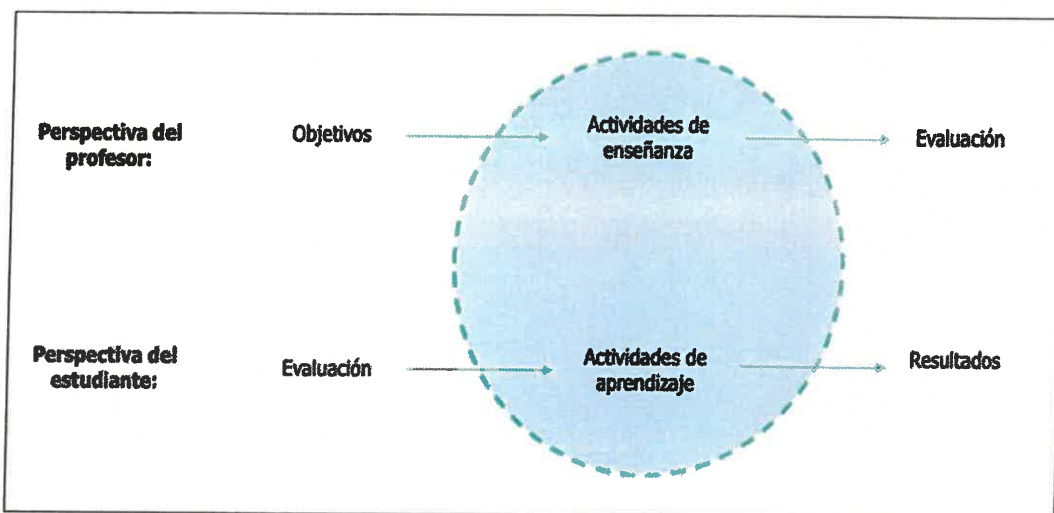 Perspectiva del
profesor:
Objetivos
Actividades de
enseñanza
Evaluación
Perspectiva del
estudiante:
Evaluación
Actividades de
aprendizaje
Resultados